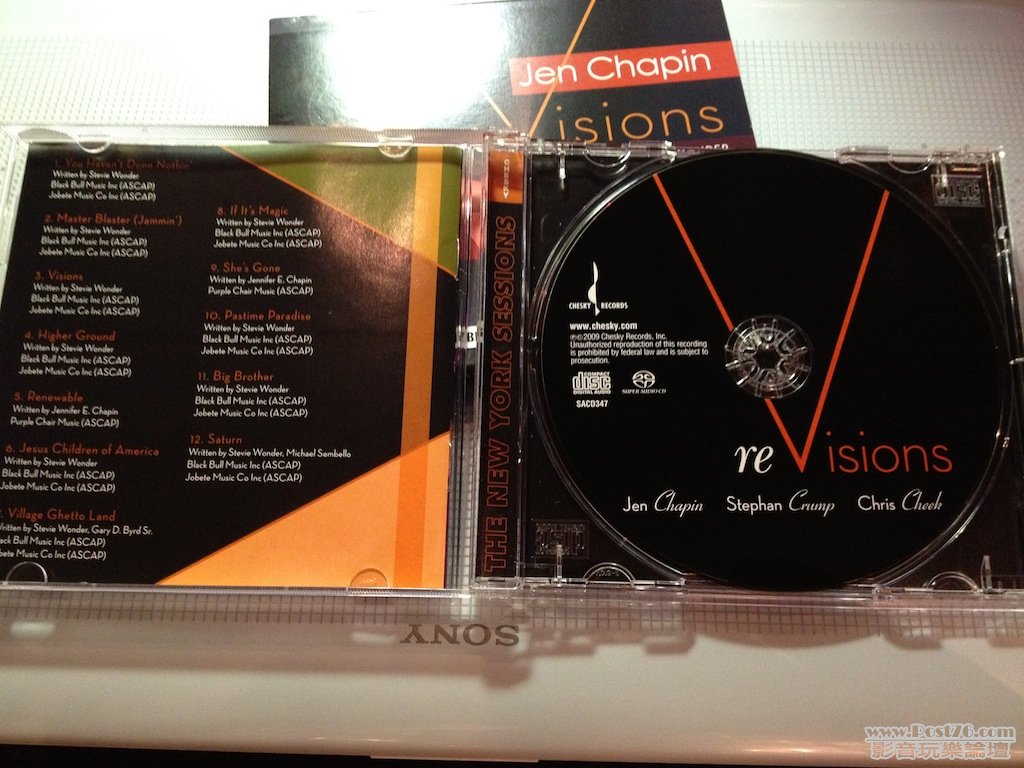 Jen Chapin
Visions
1. You Haven't Done Nothin'
Written by Stevie Wonder
Black Bull Music Inc (ASCAP)
Jobete Music Co Inc (ASCAP)
2. Master Blaster (Jammin')
Written by Stevie Wonder
Black Bull Music Inc (ASCAP)
Jobete Music Co Inc (ASCAP)
3. Visions
Written by Stevie Wonder
Black Bull Music Inc (ASCAP)
Jobete Music Co Inc (ASCAP)
4. Higher Ground
Written by Stevie Wonder
Black Bull Music Inc (ASCAP)
Jobete Music Co Inc (ASCAP)
5. Renewable
Written by Jennifer E. Chapin
Purple Chair Music (ASCAP)
6. Jesus Children of America
Written by Stevie Wonder
Black Bull Music Inc (ASCAP)
Jobete Music Co Inc (ASCAP)
Village Ghetto Land
Written by Stevie Wonder, Gary D. Byrd Sr.
Black Bull Music Inc (ASCAP)
Jobete Music Co Inc (ASCAP)
8. If It's Magic
Written by Stevie Wonder
Black Bull Music Inc (ASCAP)
Jobete Music Co Inc (ASCAP)
9. She's Gone
Written by Jennifer E. Chapin
Purple Chair Music (ASCAP)
10. Pastime Paradise
Written by Stevie Wonder
Black Bull Music Inc (ASCAP)
Jobete Music Co Inc (ASCAP)
11. Big Brother
Written by Stevie Wonder
Black Bull Music Inc (ASCAP)
Jobete Music Co Inc (ASCAP)
12. Saturn
Written by Stevie Wonder, Michael Sembello
Black Bull Music Inc (ASCAP)
Jobete Music Co Inc (ASCAP)
THE NEW YORK SESSIONS
CHESKY RECORDS
www.chesky.com
℗©2009 Chesky Records, Inc.
Unauthorized reproduction of this recording
is prohibited by federal law and is subject to
prosecution.
COMPACT
disc
DIGITAL AUDIO
SUPER AUDIO CD
SACD347
reVisions
Jen Chapin Stephan Crump Chris Cheek
SONY
www.Post76.com
影音玩樂論壇